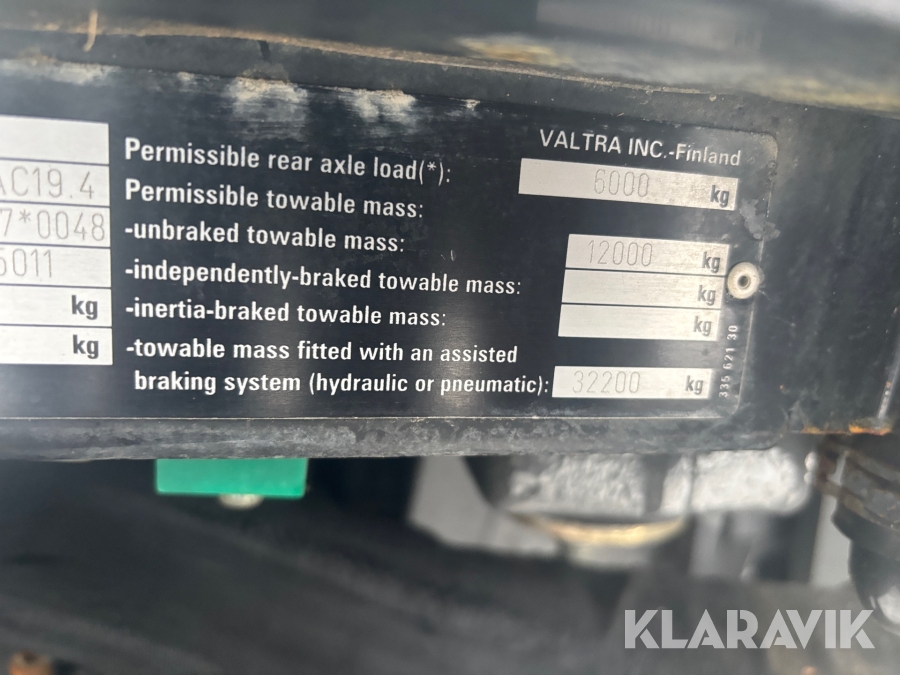 VALTRA INC.-Finland
Permissible rear axle load(*): 6000 kg
AC19.4
Permissible towable mass:
7*0048
-unbraked towable mass: 12000 kg
5011
-independently-braked towable mass: kg
kg
-inertia-braked towable mass: kg
kg
-towable mass fitted with an assisted
braking system (hydraulic or pneumatic): 32200 kg
335 621 30
KLARAVIK